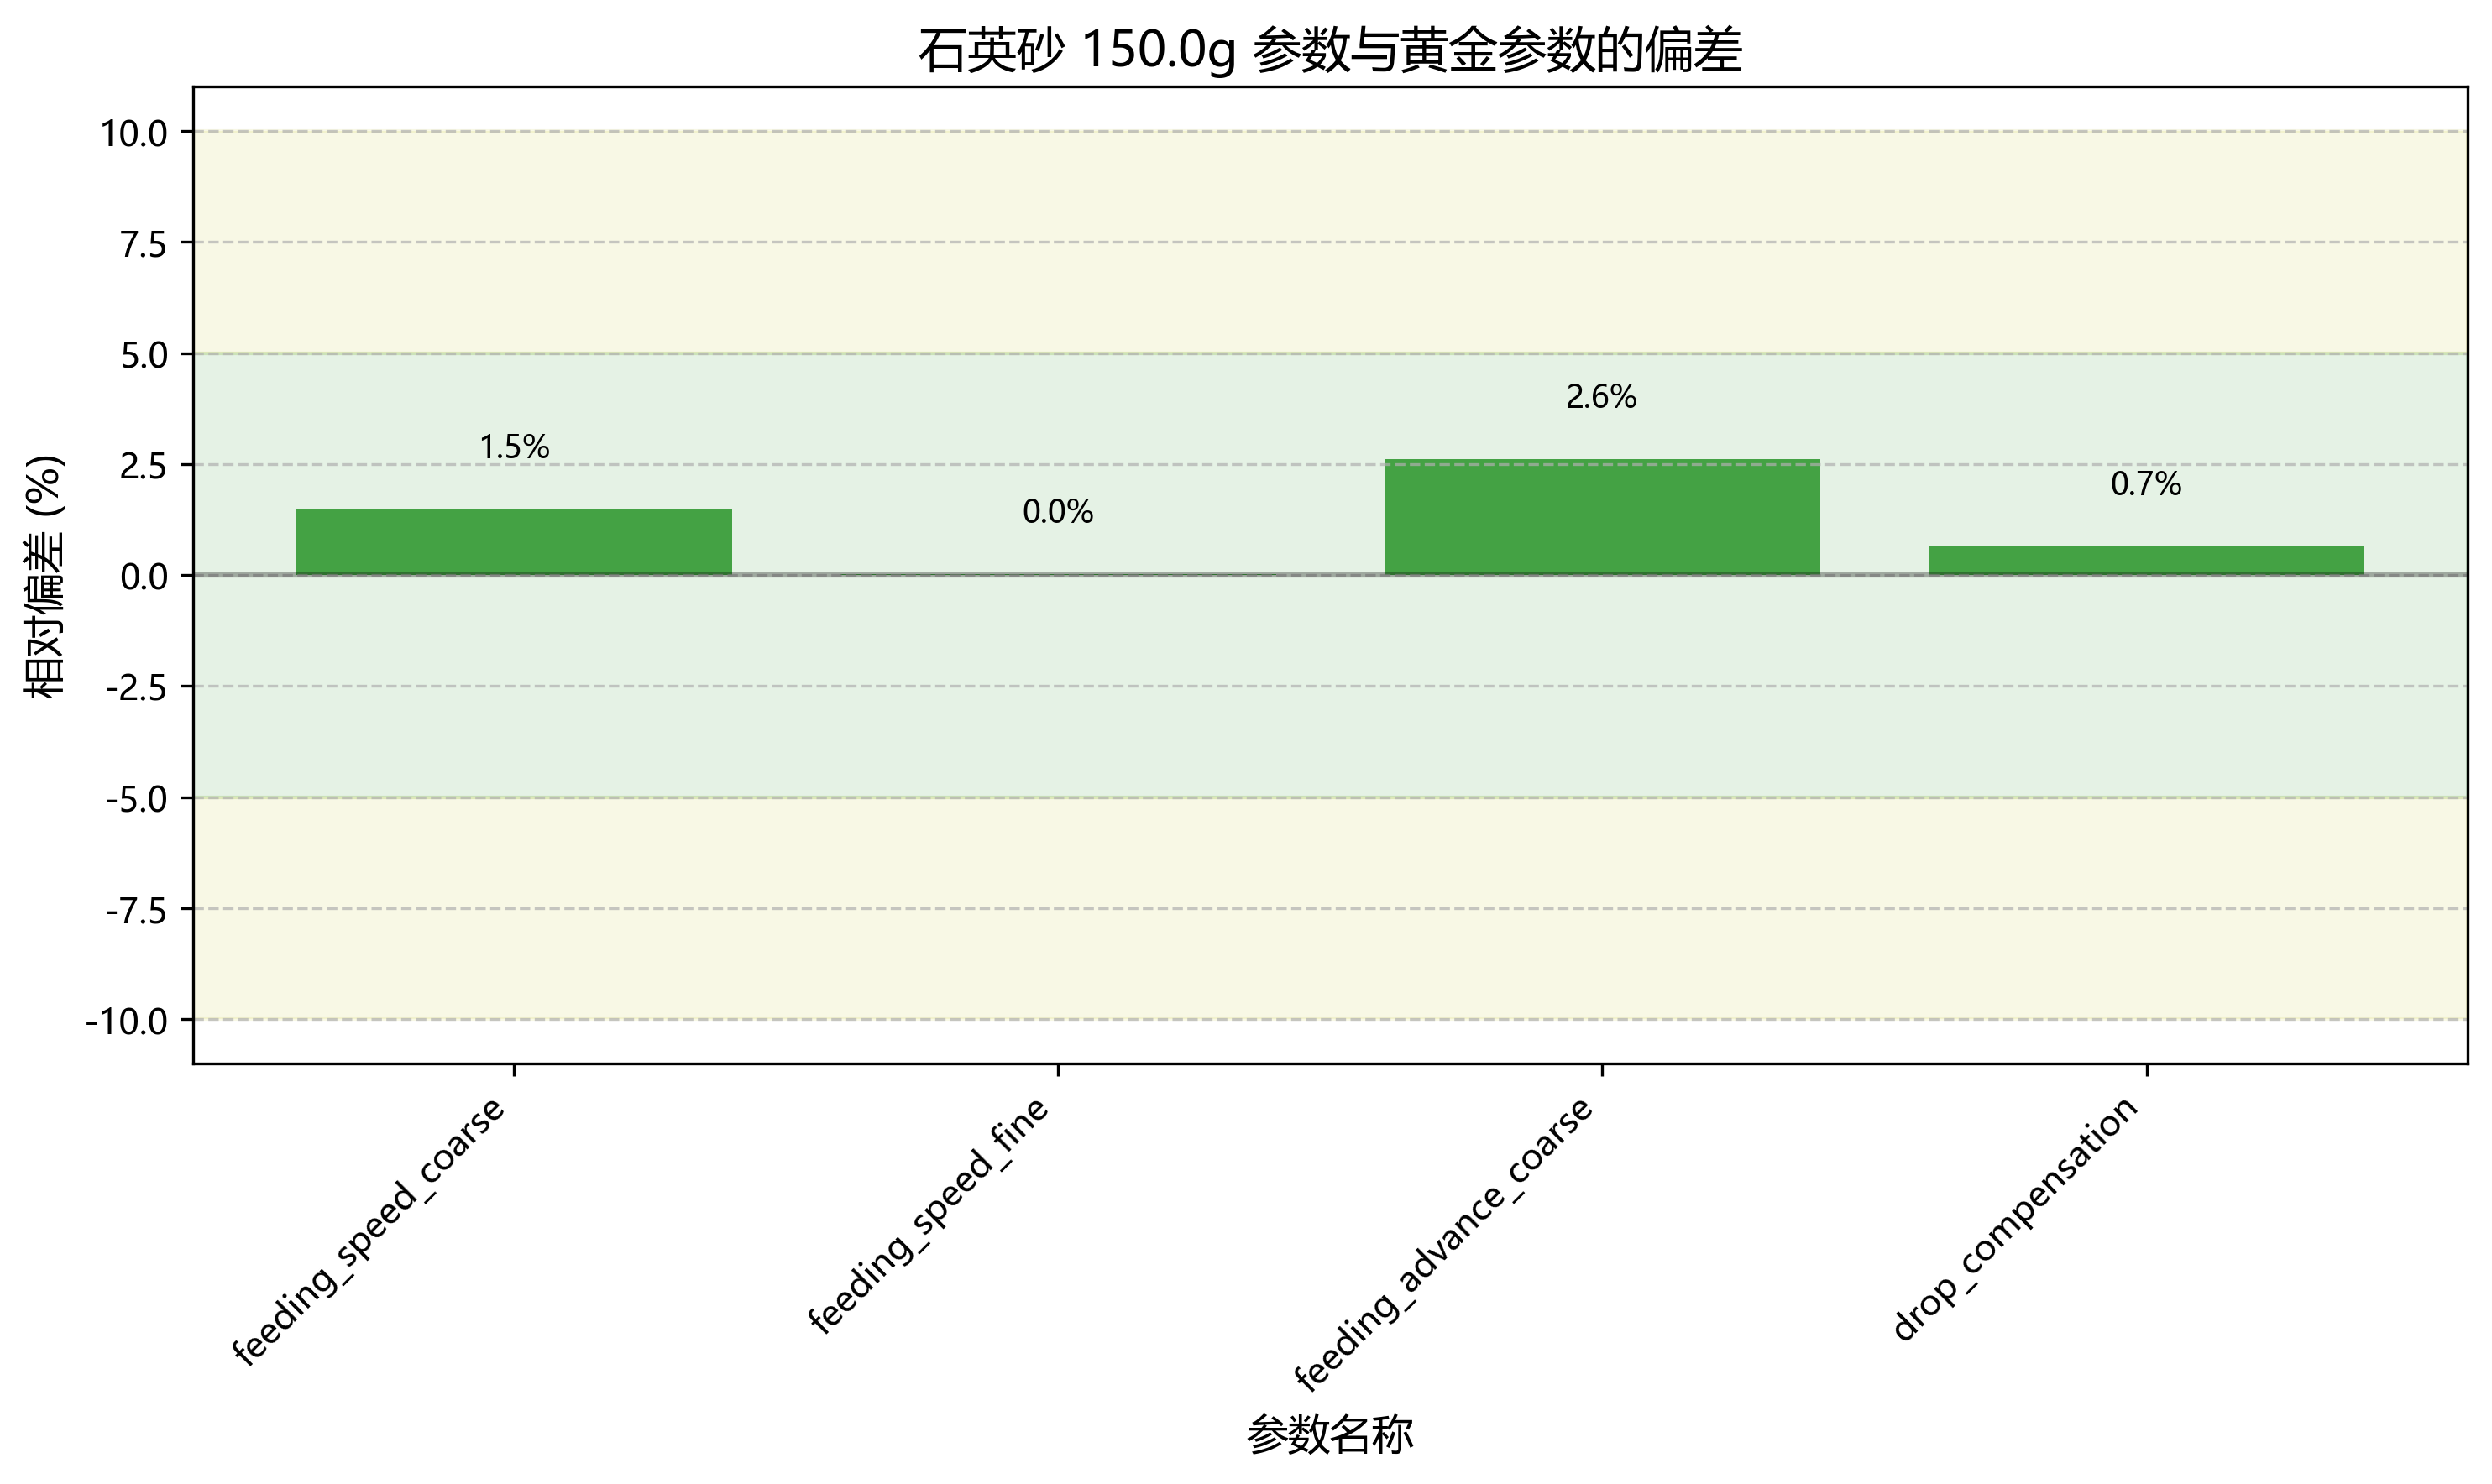 石英砂 150.0g 参数与黄金参数的偏差
相对偏差 (%)
10.0
7.5
5.0
2.5
0.0
-2.5
-5.0
-7.5
-10.0
1.5%
0.0%
2.6%
0.7%
feeding_speed_coarse
feeding_speed_fine
feeding_advance_coarse
drop_compensation
参数名称